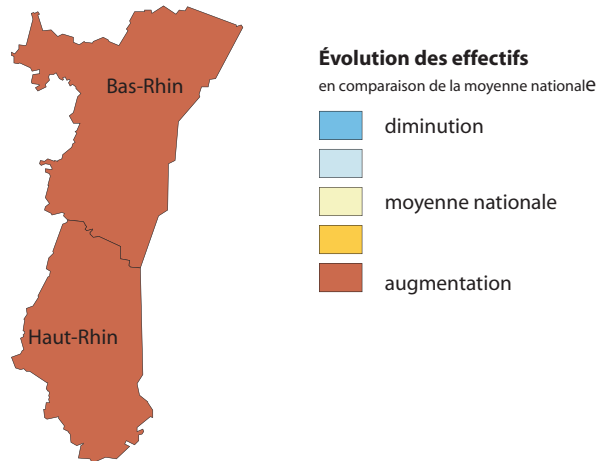 Bas-Rhin
Haut-Rhin
Évolution des effectifs
en comparaison de la moyenne nationale
diminution
moyenne nationale
augmentation